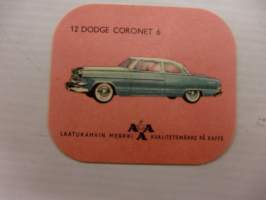 12 DODGE CORONET 6
LAATUKAHVIN MERKKI KVALITETSMÄRKE PÅ KAFFE